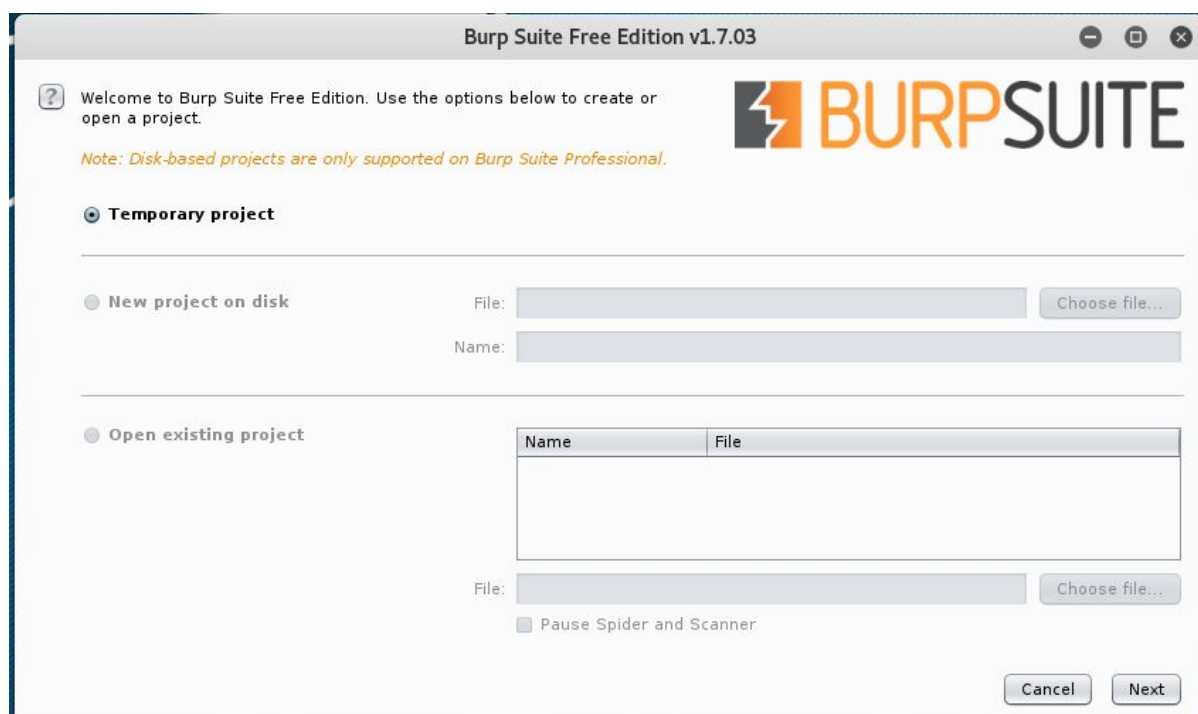 Burp Suite Free Edition v1.7.03
?
Welcome to Burp Suite Free Edition. Use the options below to create or
open a project.
BURPSUITE
Note: Disk-based projects are only supported on Burp Suite Professional.
Temporary project
New project on disk
File:
Choose file...
Name:
Open existing project
Name
File
File:
Choose file...
Pause Spider and Scanner
Cancel
Next